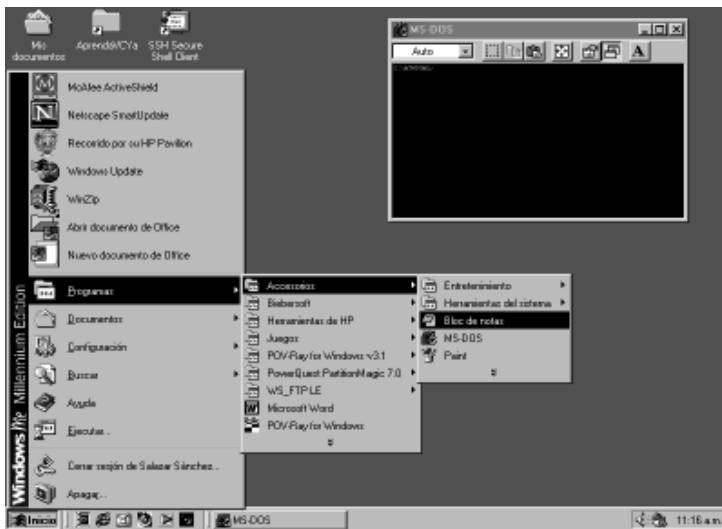 Mis
documentos
AprendaVCYa
SSH Secure
Shell Client
MS-DOS
Auto
A
McAfee ActiveShield
Netscape SmartUpdate
Recorrido por su HP Pavilion
Windows Update
WinZip
Abrir documento de Office
Nuevo documento de Office
Programas
Documentos
Configuración
Buscar
Ayuda
Ejecutar...
Cerrar sesión de Salazar Sánchez...
Apagar...
Windows Me Millennium Edition
Accesorios
Biebersoft
Herramientas de HP
Juegos
POV-Ray for Windows v3.1
PowerQuest PartitionMagic 7.0
WS_FTP LE
Microsoft Word
POV-Ray for Windows
Entretenimiento
Herramientas del sistema
Bloc de notas
MS-DOS
Paint
Inicio
MS-DOS
11:16 a.m.